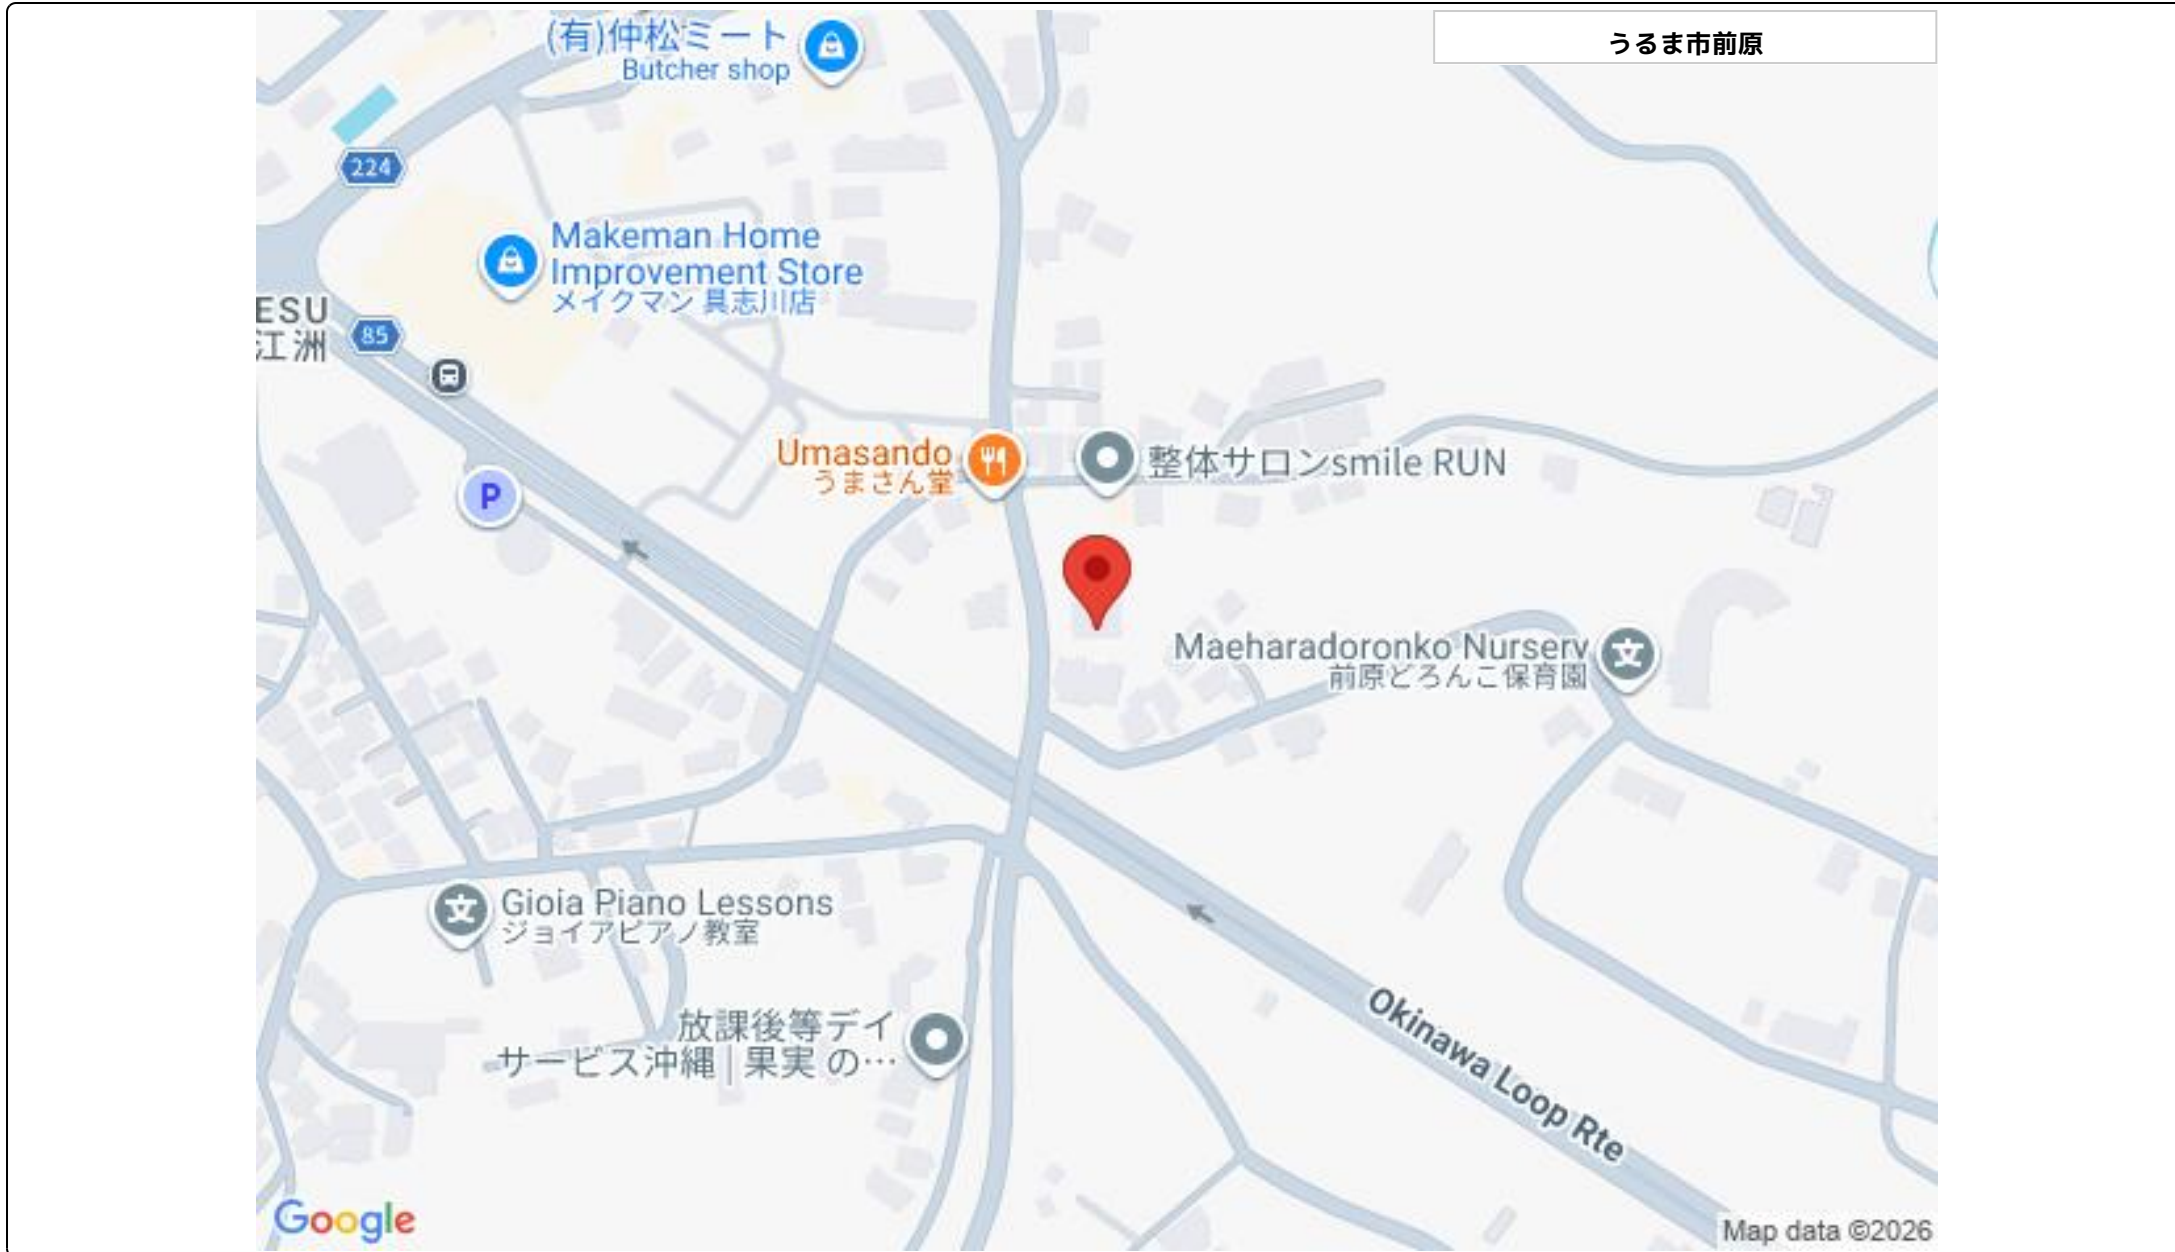 (有)仲松ミート
Butcher shop
うるま市前原
224
Makeman Home
Improvement Store
メイクマン 具志川店
ESU
江洲
85
Umasando
うまさん堂
整体サロンsmile RUN
P
Maeharadoronko Nursery
前原どろんこ保育園
文
Gioia Piano Lessons
ジョイアピアノ教室
文
放課後等デイ
サービス沖縄 | 果実 の…
Okinawa Loop Rte
Google
Map data ©2026